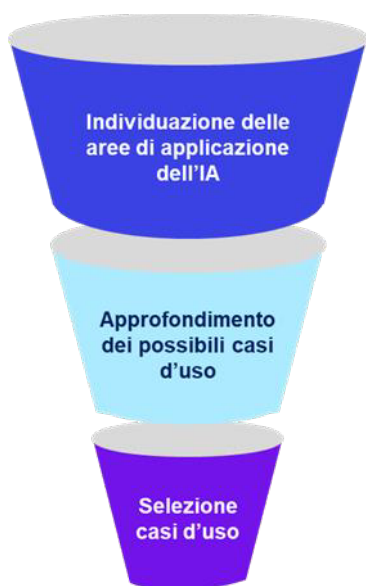 Individuazione delle
aree di applicazione
dell'IA
Approfondimento
dei possibili casi
d'uso
Selezione
casi d'uso